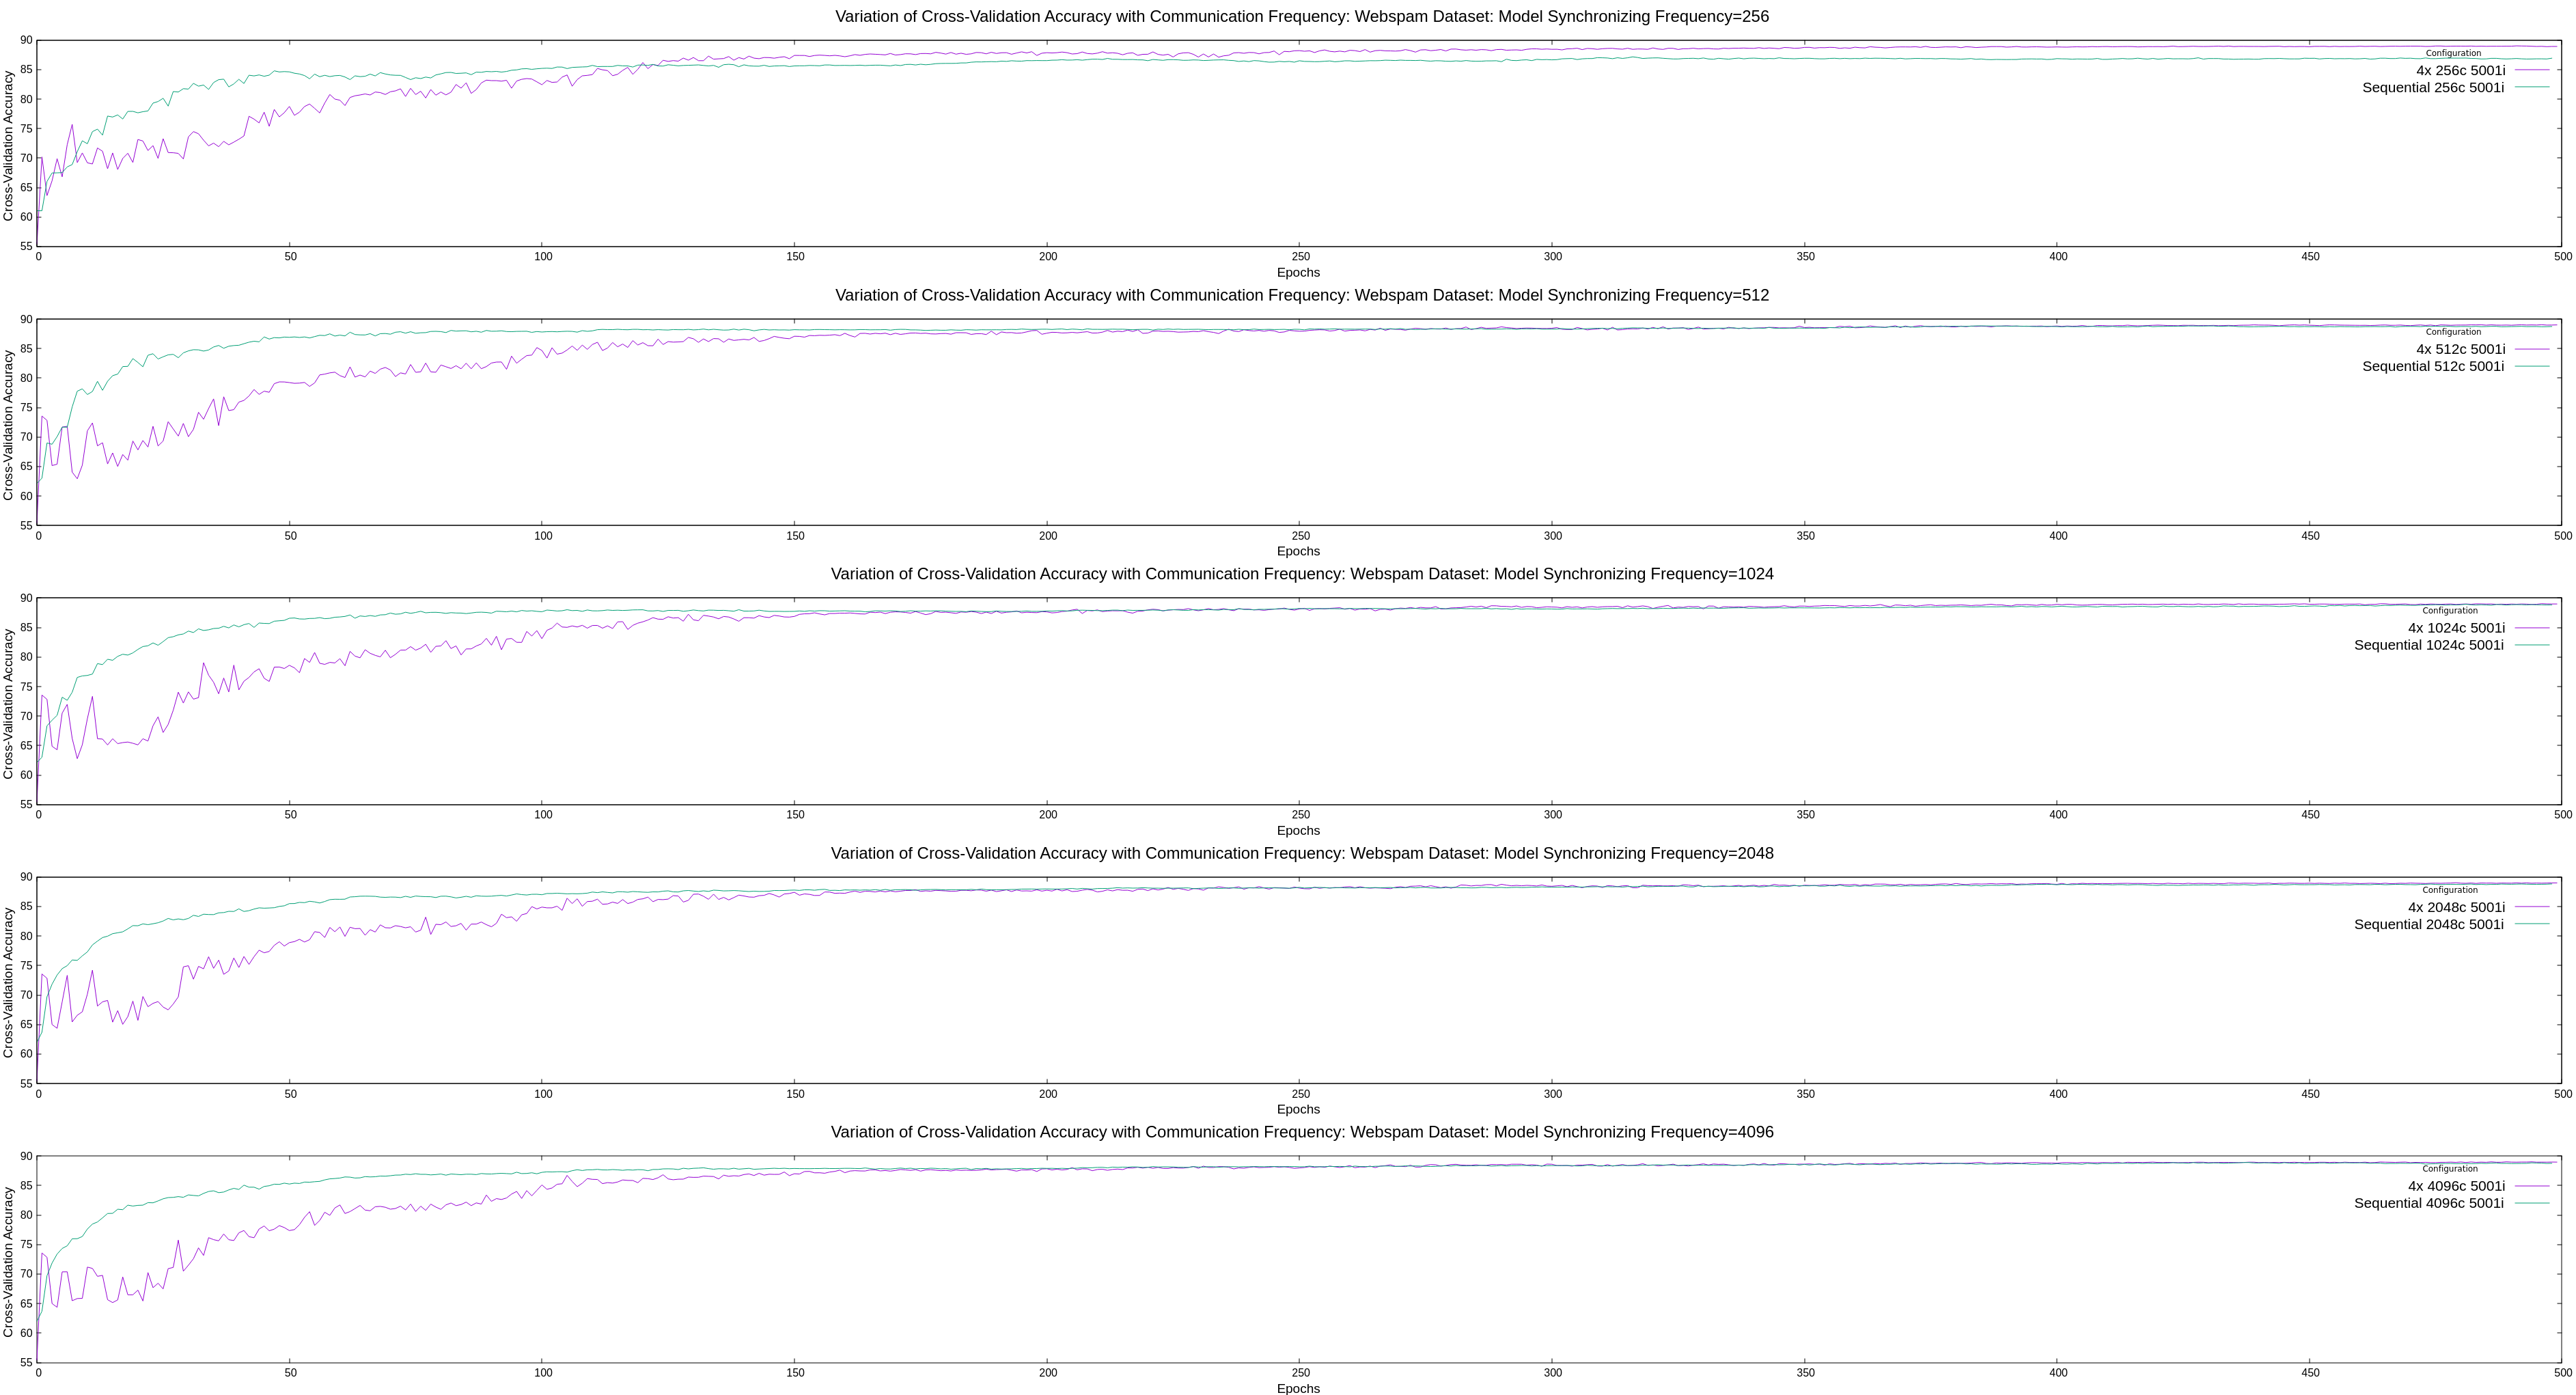 Variation of Cross-Validation Accuracy with Communication Frequency: Webspam Dataset: Model Synchronizing Frequency=256
Cross-Validation Accuracy
90
85
80
75
70
65
60
55
Configuration
4x 256c 5001i
Sequential 256c 5001i
0 50 100 150 200 250 300 350 400 450 500
Epochs
Variation of Cross-Validation Accuracy with Communication Frequency: Webspam Dataset: Model Synchronizing Frequency=512
Cross-Validation Accuracy
90
85
80
75
70
65
60
55
Configuration
4x 512c 5001i
Sequential 512c 5001i
0 50 100 150 200 250 300 350 400 450 500
Epochs
Variation of Cross-Validation Accuracy with Communication Frequency: Webspam Dataset: Model Synchronizing Frequency=1024
Cross-Validation Accuracy
90
85
80
75
70
65
60
55
Configuration
4x 1024c 5001i
Sequential 1024c 5001i
0 50 100 150 200 250 300 350 400 450 500
Epochs
Variation of Cross-Validation Accuracy with Communication Frequency: Webspam Dataset: Model Synchronizing Frequency=2048
Cross-Validation Accuracy
90
85
80
75
70
65
60
55
Configuration
4x 2048c 5001i
Sequential 2048c 5001i
0 50 100 150 200 250 300 350 400 450 500
Epochs
Variation of Cross-Validation Accuracy with Communication Frequency: Webspam Dataset: Model Synchronizing Frequency=4096
Cross-Validation Accuracy
90
85
80
75
70
65
60
55
Configuration
4x 4096c 5001i
Sequential 4096c 5001i
0 50 100 150 200 250 300 350 400 450 500
Epochs